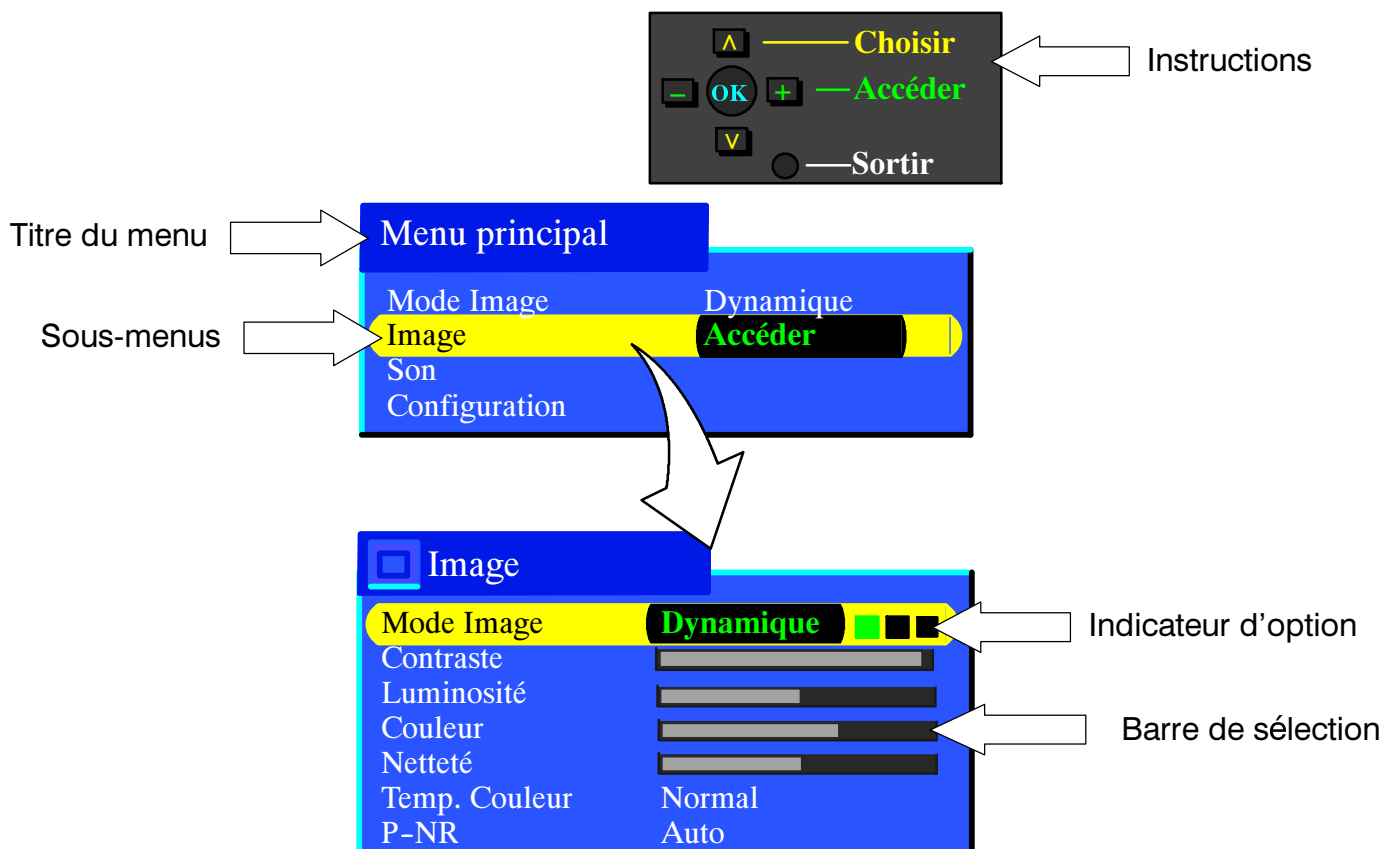 ∧ Choisir
Instructions
− OK + Accéder
∨
Sortir
Titre du menu
Menu principal
Mode Image Dynamique
Sous-menus
Image Accéder
Son
Configuration
Image
Mode Image Dynamique
Indicateur d’option
Contraste
Luminosité
Couleur
Barre de sélection
Netteté
Temp. Couleur Normal
P-NR Auto